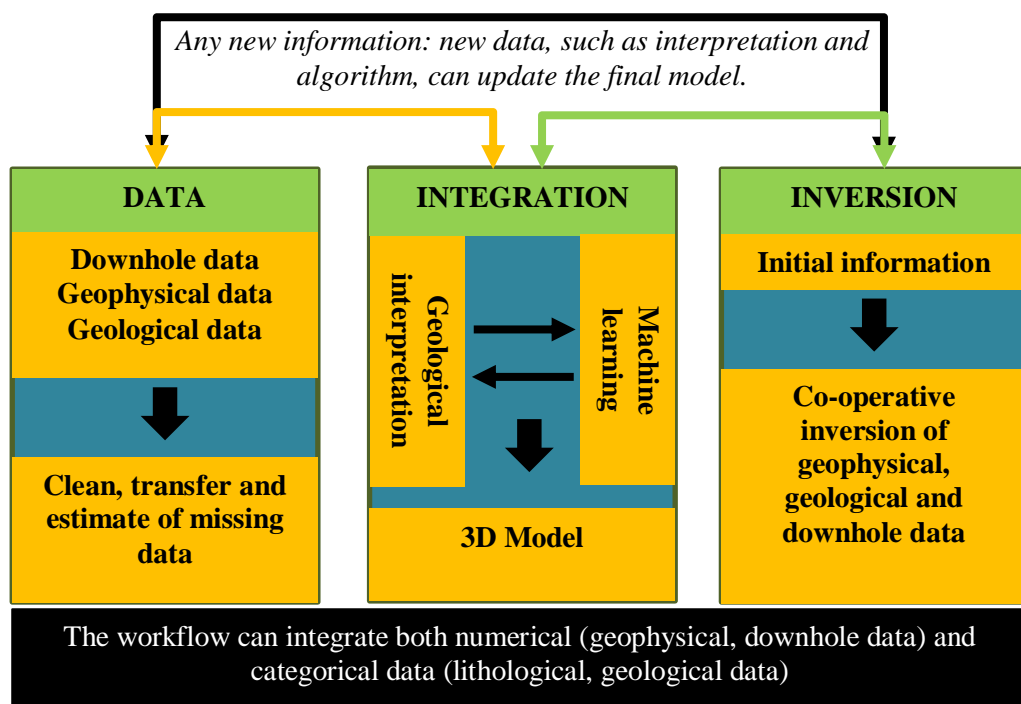 Any new information: new data, such as interpretation and
algorithm, can update the final model.
DATA
Downhole data
Geophysical data
Geological data
Clean, transfer and
estimate of missing
data
INTEGRATION
Geological
interpretation
Machine
learning
3D Model
INVERSION
Initial information
Co-operative
inversion of
geophysical,
geological and
downhole data
The workflow can integrate both numerical (geophysical, downhole data) and
categorical data (lithological, geological data)